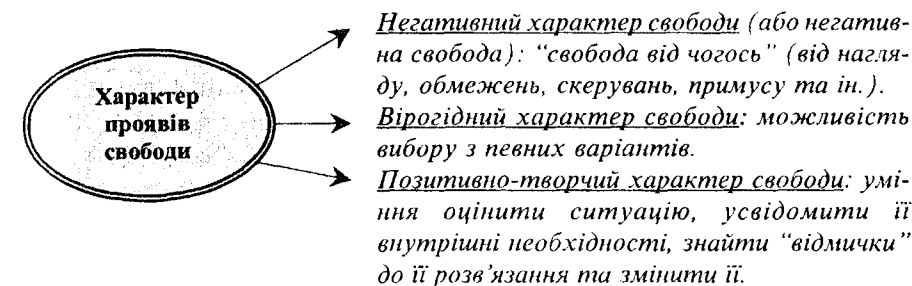 Характер
проявів
свободи
Негативний характер свободи (або негатив-
на свобода): “свобода від чогось” (від нагля-
ду, обмежень, скерувань, примусу та ін.).
Вірогідний характер свободи: можливість
вибору з певних варіантів.
Позитивно-творчий характер свободи: умі-
ння оцінити ситуацію, усвідомити її
внутрішні необхідності, знайти “відмички”
до її розв’язання та змінити її.